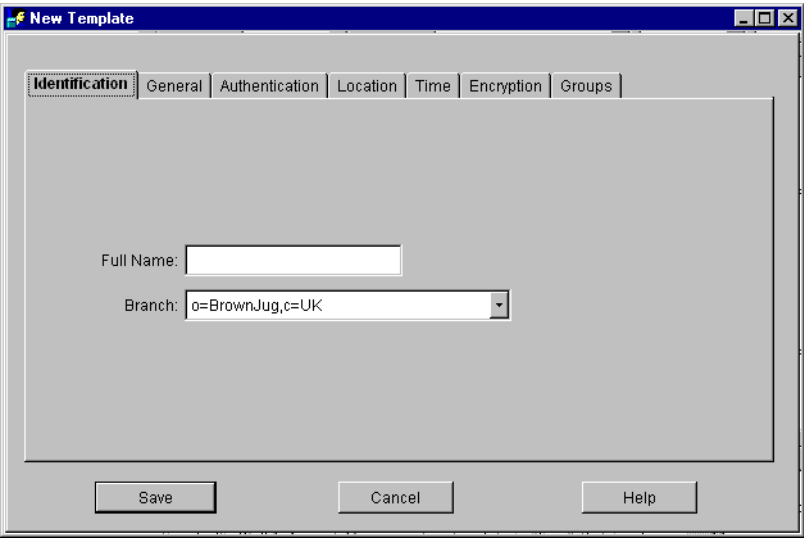 New Template
Identification General Authentication Location Time Encryption Groups
Full Name:
Branch: o=BrownJug,c=UK
Save Cancel Help